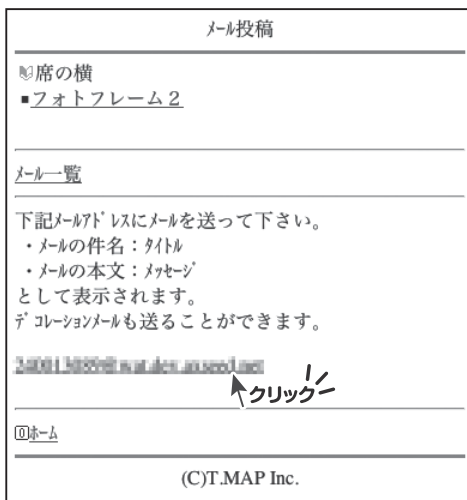 ﾒｰﾙ投稿
席の横
■フォトフレーム２
ﾒｰﾙ一覧
下記ﾒｰﾙｱﾄﾞﾚｽにﾒｰﾙを送って下さい。
・ﾒｰﾙの件名：ﾀｲﾄﾙ
・ﾒｰﾙの本文：ﾒｯｾｰｼﾞ
として表示されます。
ﾃﾞｺﾚｰｼｮﾝﾒｰﾙも送ることができます。
クリック
0ﾎｰﾑ
(C)T.MAP Inc.